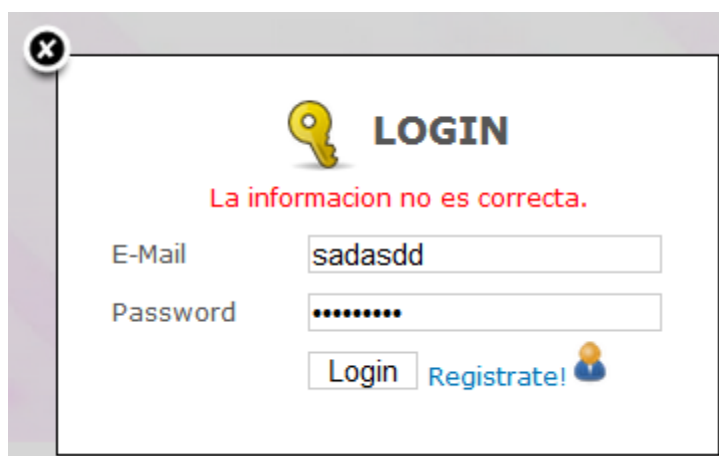 LOGIN
La informacion no es correcta.
E-Mail sadasdd
Password •••••••••
Login Registrate!